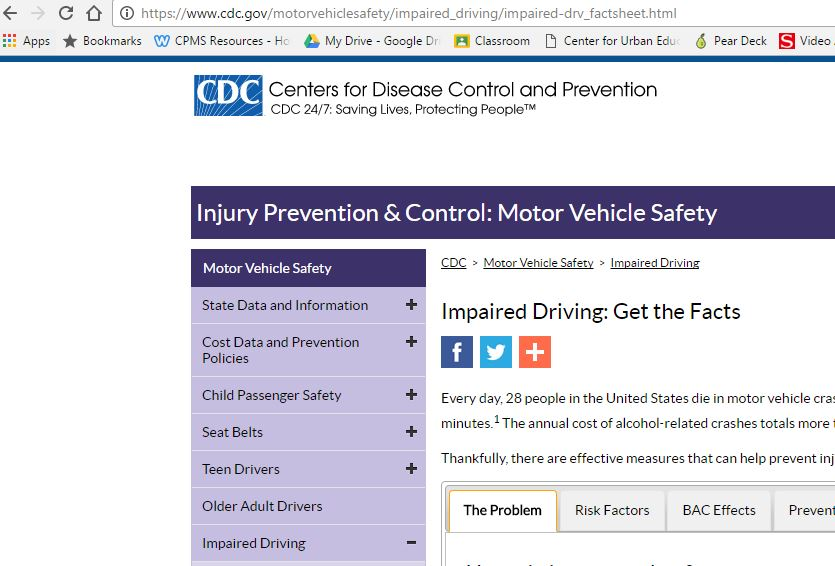 https://www.cdc.gov/motorvehiclesafety/impaired_driving/impaired-drv_factsheet.html
Apps Bookmarks CPMS Resources - Ho My Drive - Google Dri Classroom Center for Urban Educ Pear Deck S Video
CDC Centers for Disease Control and Prevention
CDC 24/7: Saving Lives, Protecting People™
Injury Prevention & Control: Motor Vehicle Safety
Motor Vehicle Safety
State Data and Information
Cost Data and Prevention
Policies
Child Passenger Safety
Seat Belts
Teen Drivers
Older Adult Drivers
Impaired Driving
CDC > Motor Vehicle Safety > Impaired Driving
Impaired Driving: Get the Facts
Every day, 28 people in the United States die in motor vehicle cras
minutes.1 The annual cost of alcohol-related crashes totals more
Thankfully, there are effective measures that can help prevent inj
The Problem Risk Factors BAC Effects Prevent